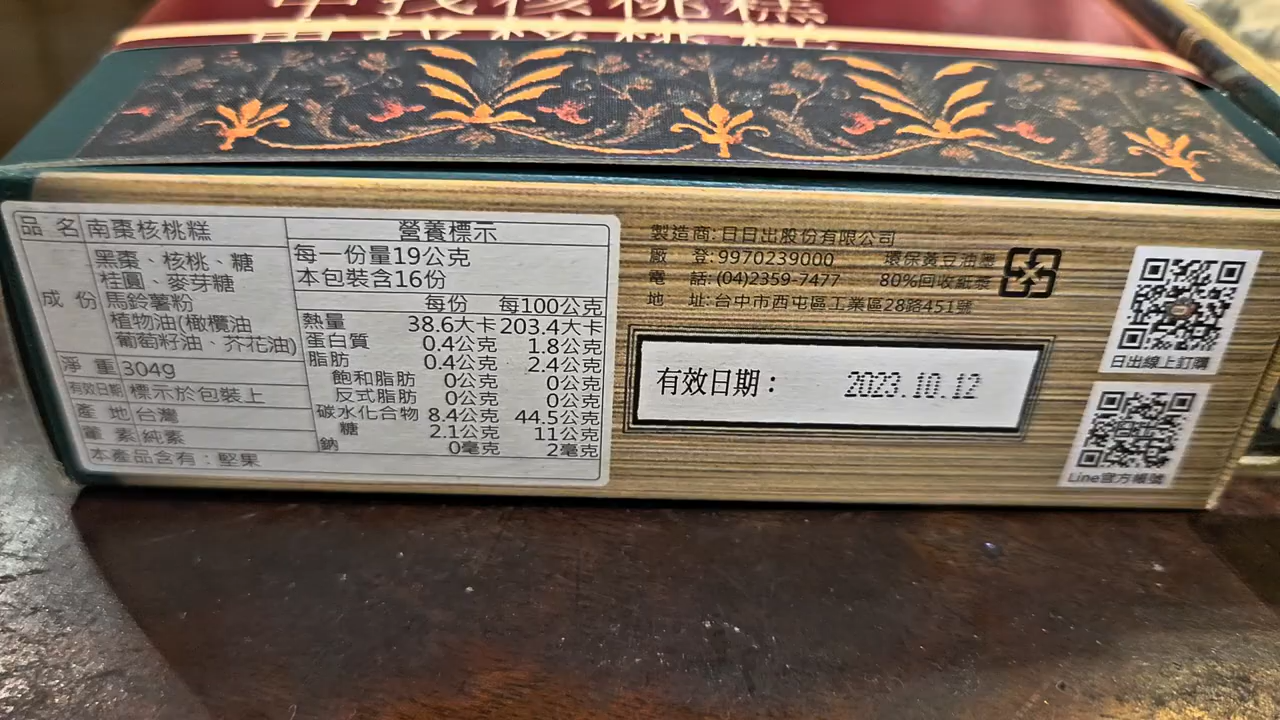 品 名 南棗核桃糕
成 份 黑棗、核桃、糖
桂圓、麥芽糖
馬鈴薯粉
植物油(橄欖油
葡萄籽油、芥花油)
淨 重 304g
有效日期 標示於包裝上
產 地 台灣
葷 素 純素
本產品含有：堅果
營養標示
每一份量19公克
本包裝含16份
每份 每100公克
熱量 38.6大卡 203.4大卡
蛋白質 0.4公克 1.8公克
脂肪 0.4公克 2.4公克
飽和脂肪 0公克 0公克
反式脂肪 0公克 0公克
碳水化合物 8.4公克 44.5公克
糖 2.1公克 11公克
鈉 0毫克 2毫克
製造商:日日出股份有限公司
廠 登:9970239000 環保黃豆油墨
電 話:(04)2359-7477 80%回收紙漿
地 址:台中市西屯區工業區28路451號
有效日期： 2023.10.12
日出線上訂購
Line官方帳號